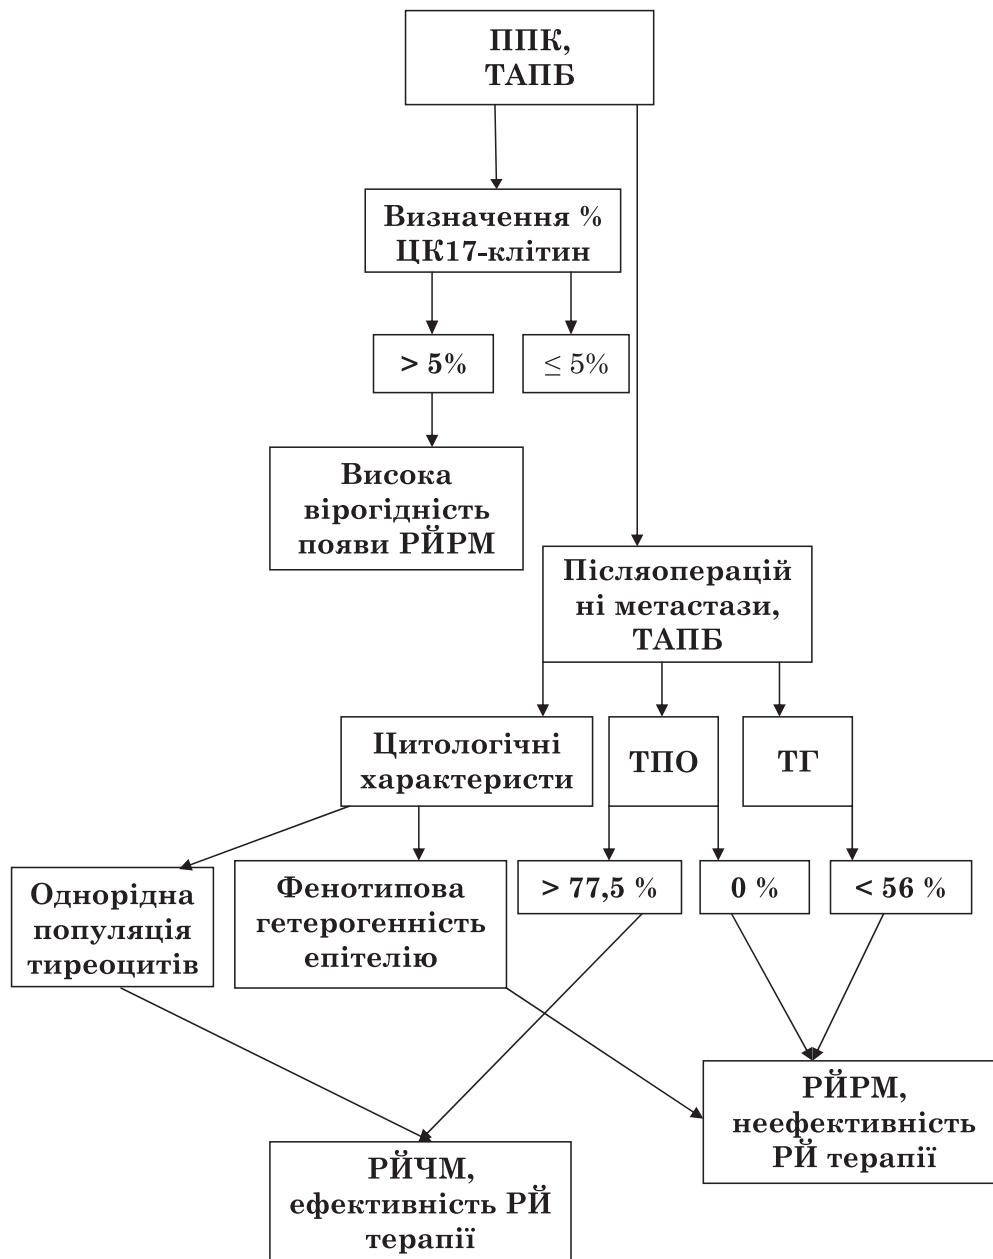 ППК,
ТАПБ
Визначення %
ЦК17-клітин
> 5%
≤ 5%
Висока
вірогідність
появи РЙРМ
Післяоперацій
ні метастази,
ТАПБ
Цитологічні
характеристи
ТПО
ТГ
Однорідна
популяція
тиреоцитів
Фенотипова
гетерогенність
епітелію
> 77,5 %
0 %
< 56 %
РЙРМ,
неефективність
РЙ терапії
РЙЧМ,
ефективність РЙ
терапії